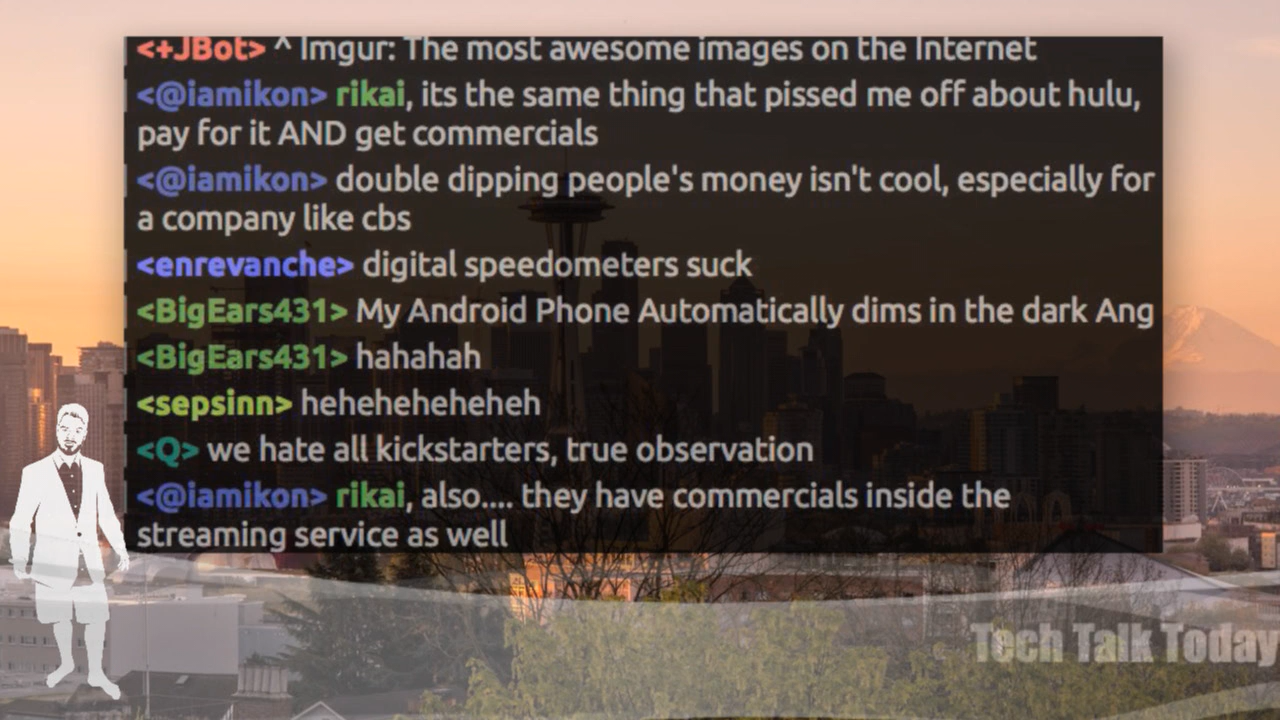 <+JBot> ^ Imgur: The most awesome images on the Internet
<@iamikon> rikai, its the same thing that pissed me off about hulu,
pay for it AND get commercials
<@iamikon> double dipping people's money isn't cool, especially for
a company like cbs
<enrevanche> digital speedometers suck
<BigEars431> My Android Phone Automatically dims in the dark Ang
<BigEars431> hahahah
<sepsinn> heheheheheheh
<Q> we hate all kickstarters, true observation
<@iamikon> rikai, also.... they have commercials inside the
streaming service as well
Tech Talk Today